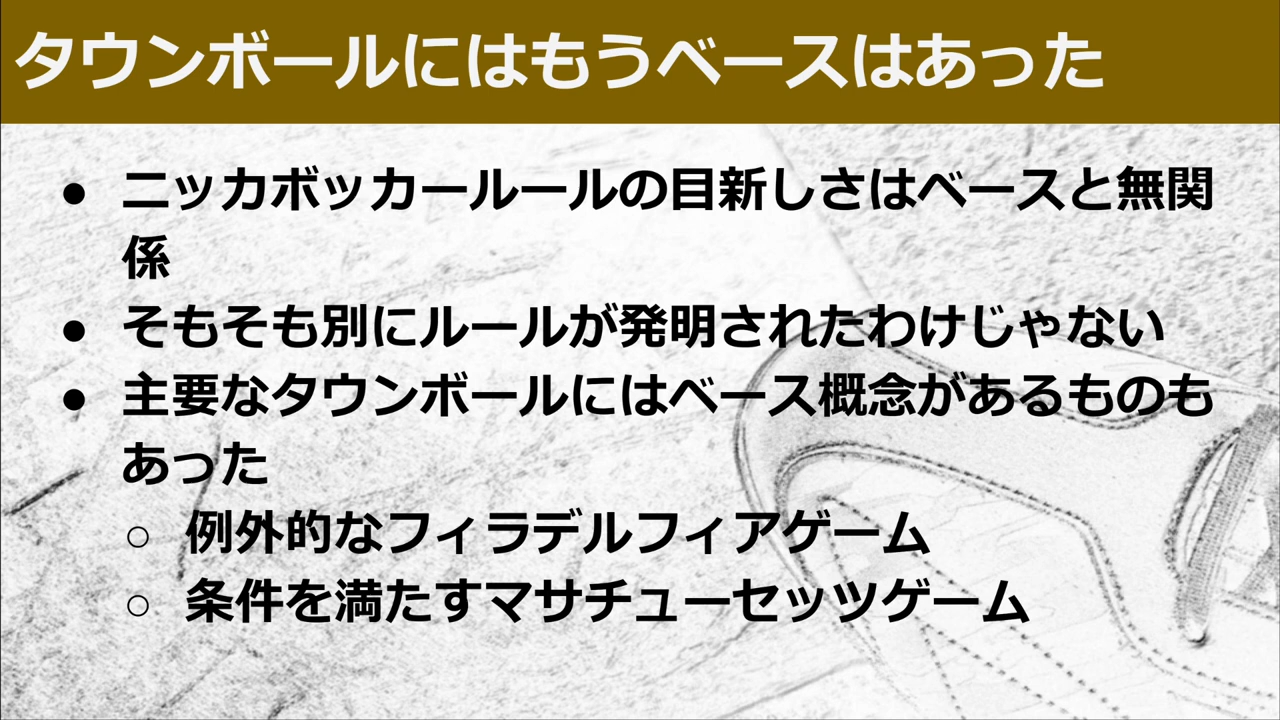 タウンボールにはもうベースはあった
● ニッカボッカールールの目新しさはベースと無関
係
● そもそも別にルールが発明されたわけじゃない
● 主要なタウンボールにはベース概念があるものも
あった
○ 例外的なフィラデルフィアゲーム
○ 条件を満たすマサチューセッツゲーム